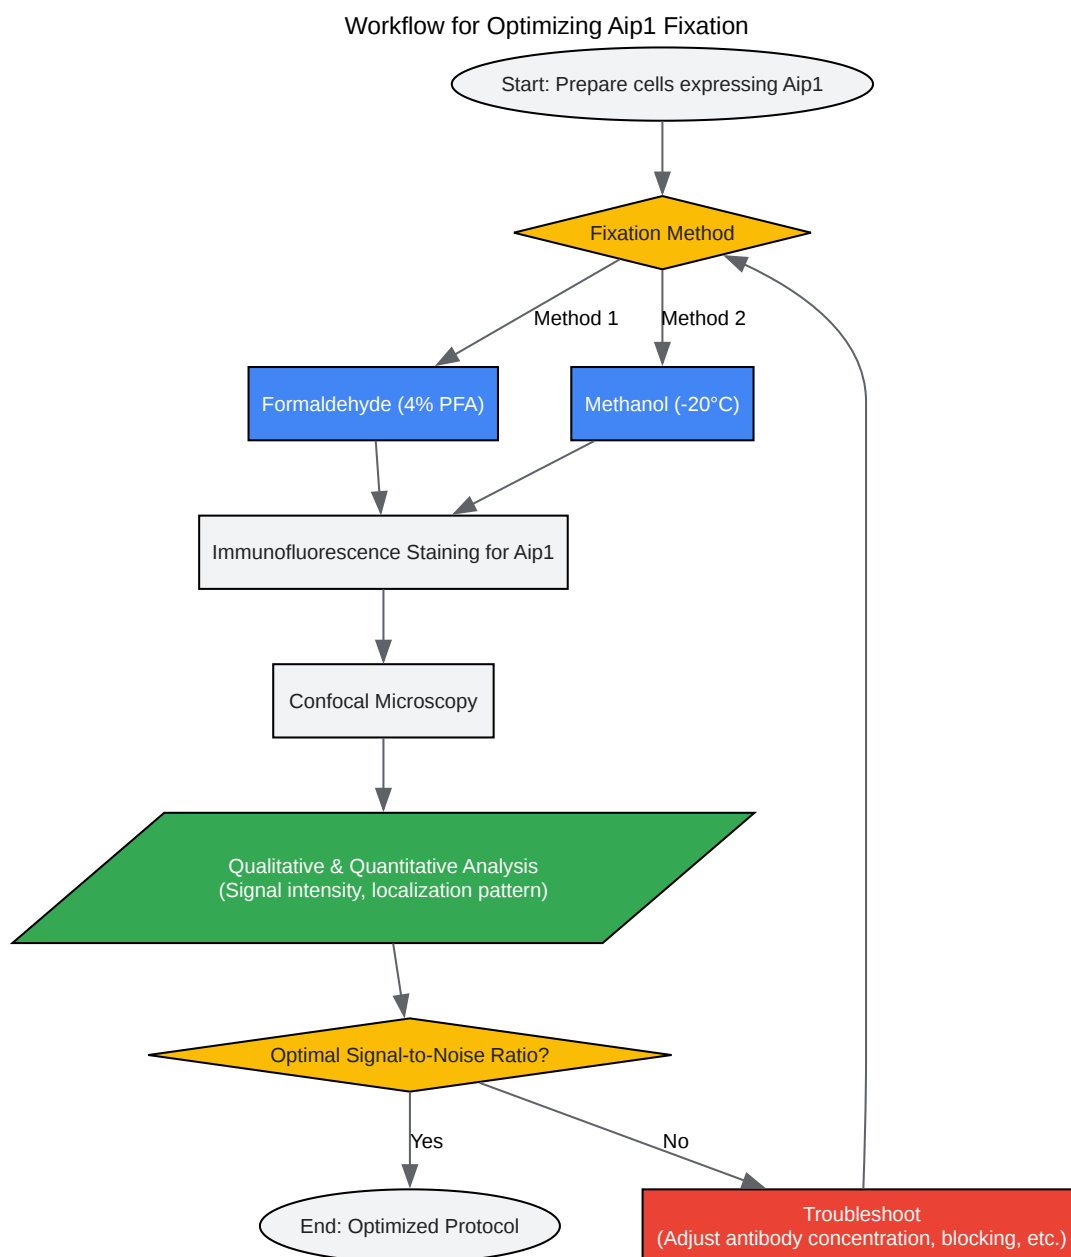 Workflow for Optimizing Aip1 Fixation
Start: Prepare cells expressing Aip1
Fixation Method
Method 1
Method 2
Formaldehyde (4% PFA)
Methanol (-20°C)
Immunofluorescence Staining for Aip1
Confocal Microscopy
Qualitative & Quantitative Analysis
(Signal intensity, localization pattern)
Optimal Signal-to-Noise Ratio?
Yes
No
End: Optimized Protocol
Troubleshoot
(Adjust antibody concentration, blocking, etc.)